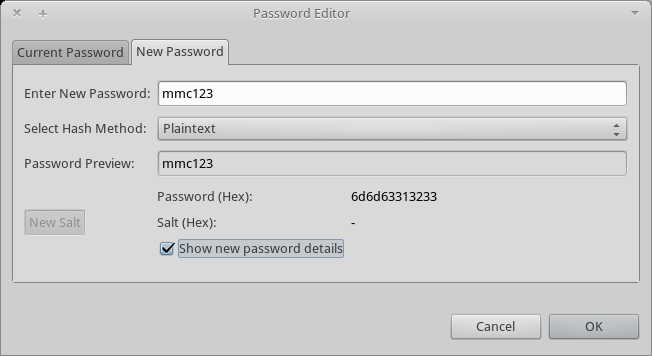 Password Editor
Current Password New Password
Enter New Password: mmc123
Select Hash Method: Plaintext
Password Preview: mmc123
Password (Hex): 6d6d63313233
New Salt Salt (Hex): -
Show new password details
Cancel OK